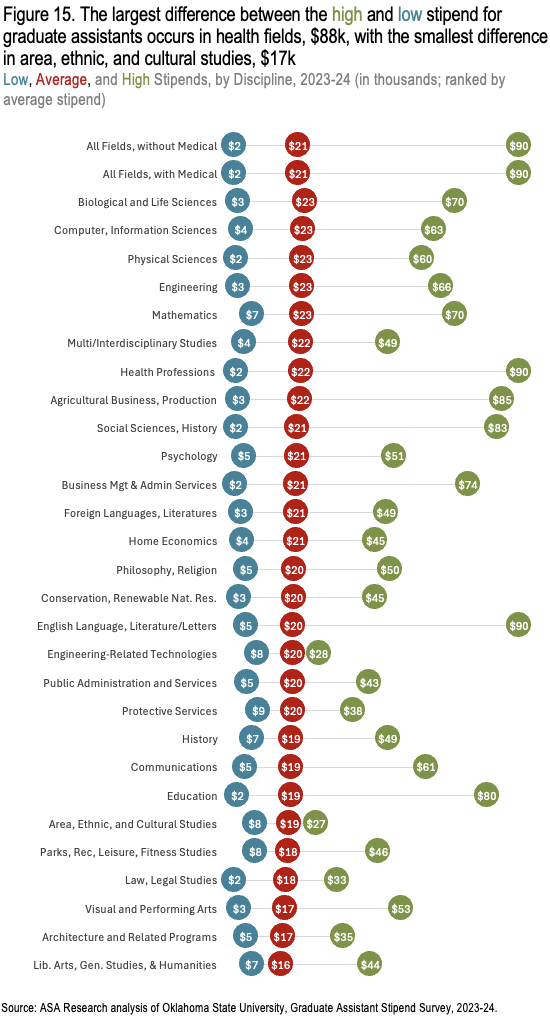 Figure 15. The largest difference between the high and low stipend for
graduate assistants occurs in health fields, $88k, with the smallest difference
in area, ethnic, and cultural studies, $17k
Low, Average, and High Stipends, by Discipline, 2023-24 (in thousands; ranked by
average stipend)
All Fields, without Medical $2 $21 $90
All Fields, with Medical $2 $21 $90
Biological and Life Sciences $3 $23 $70
Computer, Information Sciences $4 $23 $63
Physical Sciences $2 $23 $60
Engineering $3 $23 $66
Mathematics $7 $23 $70
Multi/Interdisciplinary Studies $4 $22 $49
Health Professions $2 $22 $90
Agricultural Business, Production $3 $22 $85
Social Sciences, History $2 $21 $83
Psychology $5 $21 $51
Business Mgt & Admin Services $2 $21 $74
Foreign Languages, Literatures $3 $21 $49
Home Economics $4 $21 $45
Philosophy, Religion $5 $20 $50
Conservation, Renewable Nat. Res. $3 $20 $45
English Language, Literature/Letters $5 $20 $90
Engineering-Related Technologies $8 $20 $28
Public Administration and Services $5 $20 $43
Protective Services $9 $20 $38
History $7 $19 $49
Communications $5 $19 $61
Education $2 $19 $80
Area, Ethnic, and Cultural Studies $8 $19 $27
Parks, Rec, Leisure, Fitness Studies $8 $18 $46
Law, Legal Studies $2 $18 $33
Visual and Performing Arts $3 $17 $53
Architecture and Related Programs $5 $17 $35
Lib. Arts, Gen. Studies, & Humanities $7 $16 $44
Source: ASA Research analysis of Oklahoma State University, Graduate Assistant Stipend Survey, 2023-24.